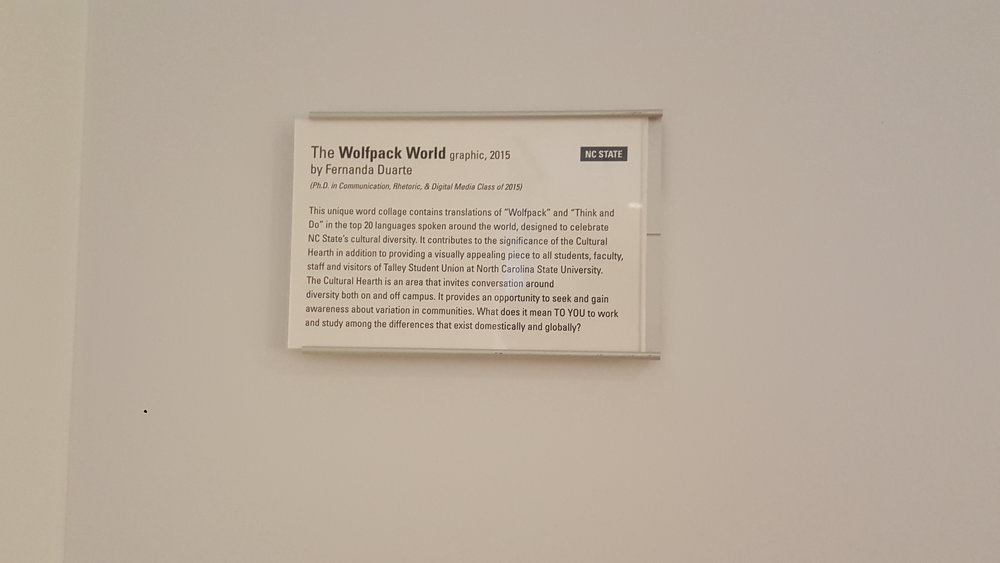 The Wolfpack World graphic, 2015
NC STATE
by Fernanda Duarte
(Ph.D. in Communication, Rhetoric, & Digital Media Class of 2015)
This unique word collage contains translations of "Wolfpack" and "Think and
Do" in the top 20 languages spoken around the world, designed to celebrate
NC State's cultural diversity. It contributes to the significance of the Cultural
Hearth in addition to providing a visually appealing piece to all students, faculty,
staff and visitors of Talley Student Union at North Carolina State University.
The Cultural Hearth is an area that invites conversation around
diversity both on and off campus. It provides an opportunity to seek and gain
awareness about variation in communities. What does it mean TO YOU to work
and study among the differences that exist domestically and globally?